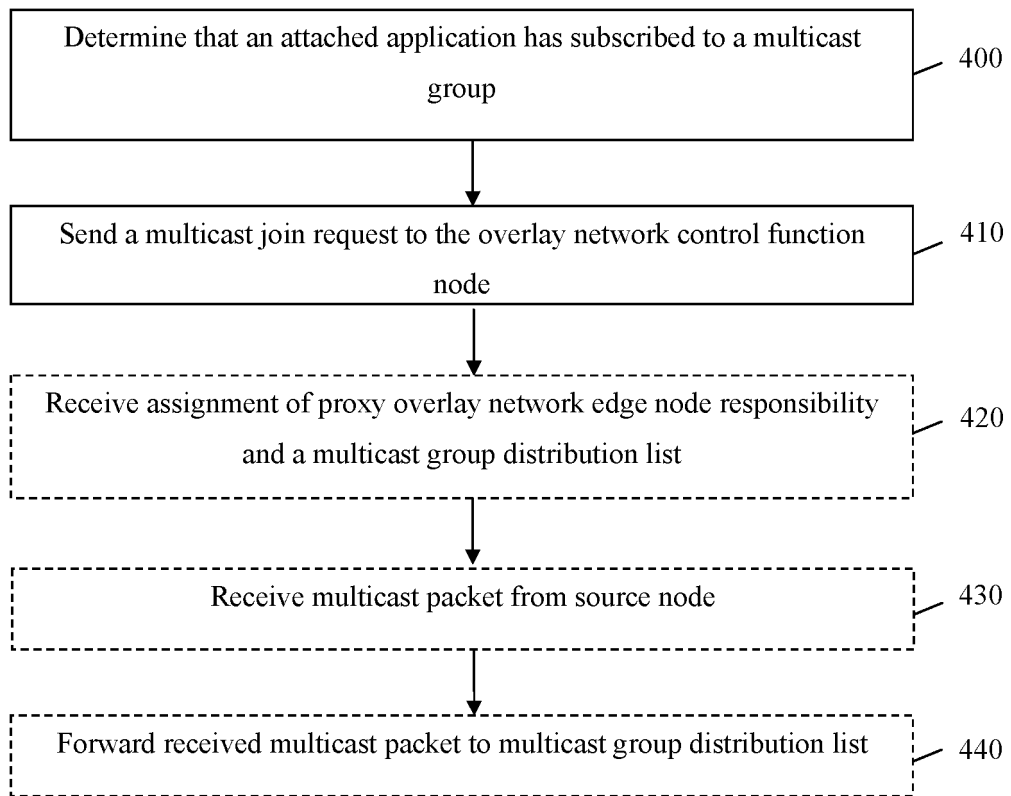 Determine that an attached application has subscribed to a multicast
group
400
Send a multicast join request to the overlay network control function
node
410
Receive assignment of proxy overlay network edge node responsibility
and a multicast group distribution list
420
Receive multicast packet from source node
430
Forward received multicast packet to multicast group distribution list
440